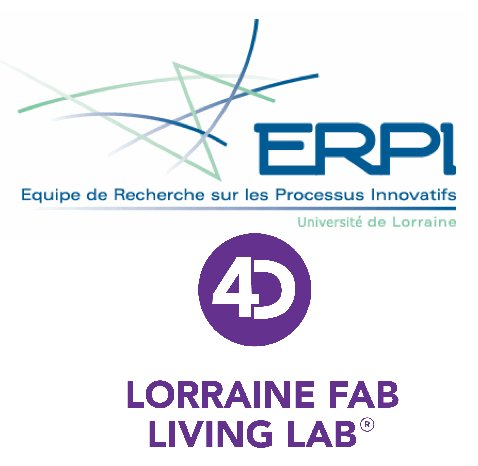 ERPI
Equipe de Recherche sur les Processus Innovatifs
Université de Lorraine
4D
LORRAINE FAB
LIVING LAB®